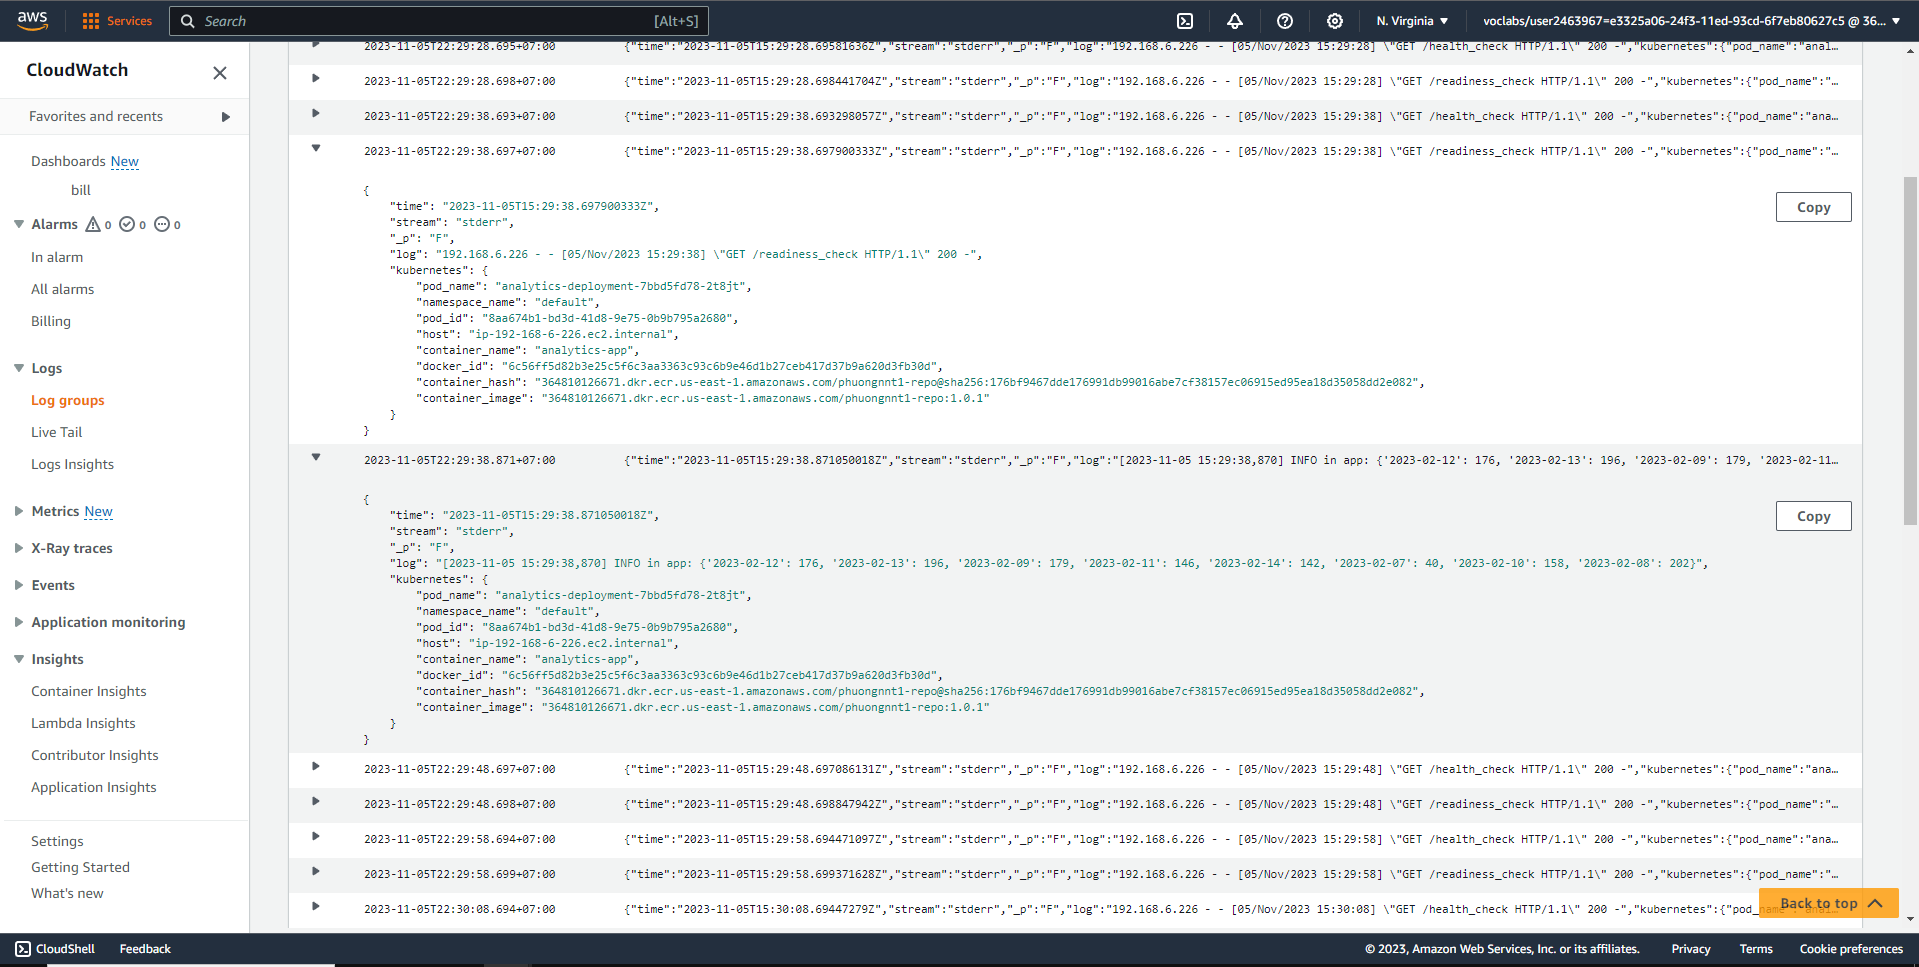 aws
Services
Search [Alt+S]
N. Virginia
voclabs/user2463967=e3325a06-24f3-11ed-93cd-6f7eb80627c5 @ 36...
CloudWatch
Favorites and recents
Dashboards New
bill
Alarms 0 0 0
In alarm
All alarms
Billing
Logs
Log groups
Live Tail
Logs Insights
Metrics New
X-Ray traces
Events
Application monitoring
Insights
Container Insights
Lambda Insights
Contributor Insights
Application Insights
Settings
Getting Started
What's new
2023-11-05T22:29:28.695+07:00 {"time":"2023-11-05T15:29:28.69581636Z","stream":"stderr","_p":"F","log":"192.168.6.226 - - [05/Nov/2023 15:29:28] \"GET /health_check HTTP/1.1\" 200 -","kubernetes":{"pod_name":"anal...
2023-11-05T22:29:28.698+07:00 {"time":"2023-11-05T15:29:28.698441704Z","stream":"stderr","_p":"F","log":"192.168.6.226 - - [05/Nov/2023 15:29:28] \"GET /readiness_check HTTP/1.1\" 200 -","kubernetes":{"pod_name":"...
2023-11-05T22:29:38.693+07:00 {"time":"2023-11-05T15:29:38.693298057Z","stream":"stderr","_p":"F","log":"192.168.6.226 - - [05/Nov/2023 15:29:38] \"GET /health_check HTTP/1.1\" 200 -","kubernetes":{"pod_name":"ana...
2023-11-05T22:29:38.697+07:00 {"time":"2023-11-05T15:29:38.697900333Z","stream":"stderr","_p":"F","log":"192.168.6.226 - - [05/Nov/2023 15:29:38] \"GET /readiness_check HTTP/1.1\" 200 -","kubernetes":{"pod_name":"...
{
Copy
"time": "2023-11-05T15:29:38.697900333Z",
"stream": "stderr",
"_p": "F",
"log": "192.168.6.226 - - [05/Nov/2023 15:29:38] \"GET /readiness_check HTTP/1.1\" 200 -",
"kubernetes": {
"pod_name": "analytics-deployment-7bbd5fd78-2t8jt",
"namespace_name": "default",
"pod_id": "8aa674b1-bd3d-41d8-9e75-0b9b795a2680",
"host": "ip-192-168-6-226.ec2.internal",
"container_name": "analytics-app",
"docker_id": "6c56ff5d82b3e25c5f6c3aa3363c93c6b9e46d1b27ceb417d37b9a620d3fb30d",
"container_hash": "364810126671.dkr.ecr.us-east-1.amazonaws.com/phuongnnt1-repo@sha256:176bf9467dde176991db99016abe7cf38157ec06915ed95ea18d35058dd2e082",
"container_image": "364810126671.dkr.ecr.us-east-1.amazonaws.com/phuongnnt1-repo:1.0.1"
}
}
2023-11-05T22:29:38.871+07:00 {"time":"2023-11-05T15:29:38.871050018Z","stream":"stderr","_p":"F","log":"[2023-11-05 15:29:38,870] INFO in app: {'2023-02-12': 176, '2023-02-13': 196, '2023-02-09': 179, '2023-02-11...
{
Copy
"time": "2023-11-05T15:29:38.871050018Z",
"stream": "stderr",
"_p": "F",
"log": "[2023-11-05 15:29:38,870] INFO in app: {'2023-02-12': 176, '2023-02-13': 196, '2023-02-09': 179, '2023-02-11': 146, '2023-02-14': 142, '2023-02-07': 40, '2023-02-10': 158, '2023-02-08': 202}",
"kubernetes": {
"pod_name": "analytics-deployment-7bbd5fd78-2t8jt",
"namespace_name": "default",
"pod_id": "8aa674b1-bd3d-41d8-9e75-0b9b795a2680",
"host": "ip-192-168-6-226.ec2.internal",
"container_name": "analytics-app",
"docker_id": "6c56ff5d82b3e25c5f6c3aa3363c93c6b9e46d1b27ceb417d37b9a620d3fb30d",
"container_hash": "364810126671.dkr.ecr.us-east-1.amazonaws.com/phuongnnt1-repo@sha256:176bf9467dde176991db99016abe7cf38157ec06915ed95ea18d35058dd2e082",
"container_image": "364810126671.dkr.ecr.us-east-1.amazonaws.com/phuongnnt1-repo:1.0.1"
}
}
2023-11-05T22:29:48.697+07:00 {"time":"2023-11-05T15:29:48.697086131Z","stream":"stderr","_p":"F","log":"192.168.6.226 - - [05/Nov/2023 15:29:48] \"GET /health_check HTTP/1.1\" 200 -","kubernetes":{"pod_name":"ana...
2023-11-05T22:29:48.698+07:00 {"time":"2023-11-05T15:29:48.698847942Z","stream":"stderr","_p":"F","log":"192.168.6.226 - - [05/Nov/2023 15:29:48] \"GET /readiness_check HTTP/1.1\" 200 -","kubernetes":{"pod_name":"...
2023-11-05T22:29:58.694+07:00 {"time":"2023-11-05T15:29:58.694471097Z","stream":"stderr","_p":"F","log":"192.168.6.226 - - [05/Nov/2023 15:29:58] \"GET /health_check HTTP/1.1\" 200 -","kubernetes":{"pod_name":"ana...
2023-11-05T22:29:58.699+07:00 {"time":"2023-11-05T15:29:58.699371628Z","stream":"stderr","_p":"F","log":"192.168.6.226 - - [05/Nov/2023 15:29:58] \"GET /readiness_check HTTP/1.1\" 200 -","kubernetes":{"pod_name":"...
2023-11-05T22:30:08.694+07:00 {"time":"2023-11-05T15:30:08.69447279Z","stream":"stderr","_p":"F","log":"192.168.6.226 - - [05/Nov/2023 15:30:08] \"GET /health_check HTTP/1.1\" 200 -","kubernetes":{"pod_
Back to top
CloudShell Feedback
© 2023, Amazon Web Services, Inc. or its affiliates. Privacy Terms Cookie preferences